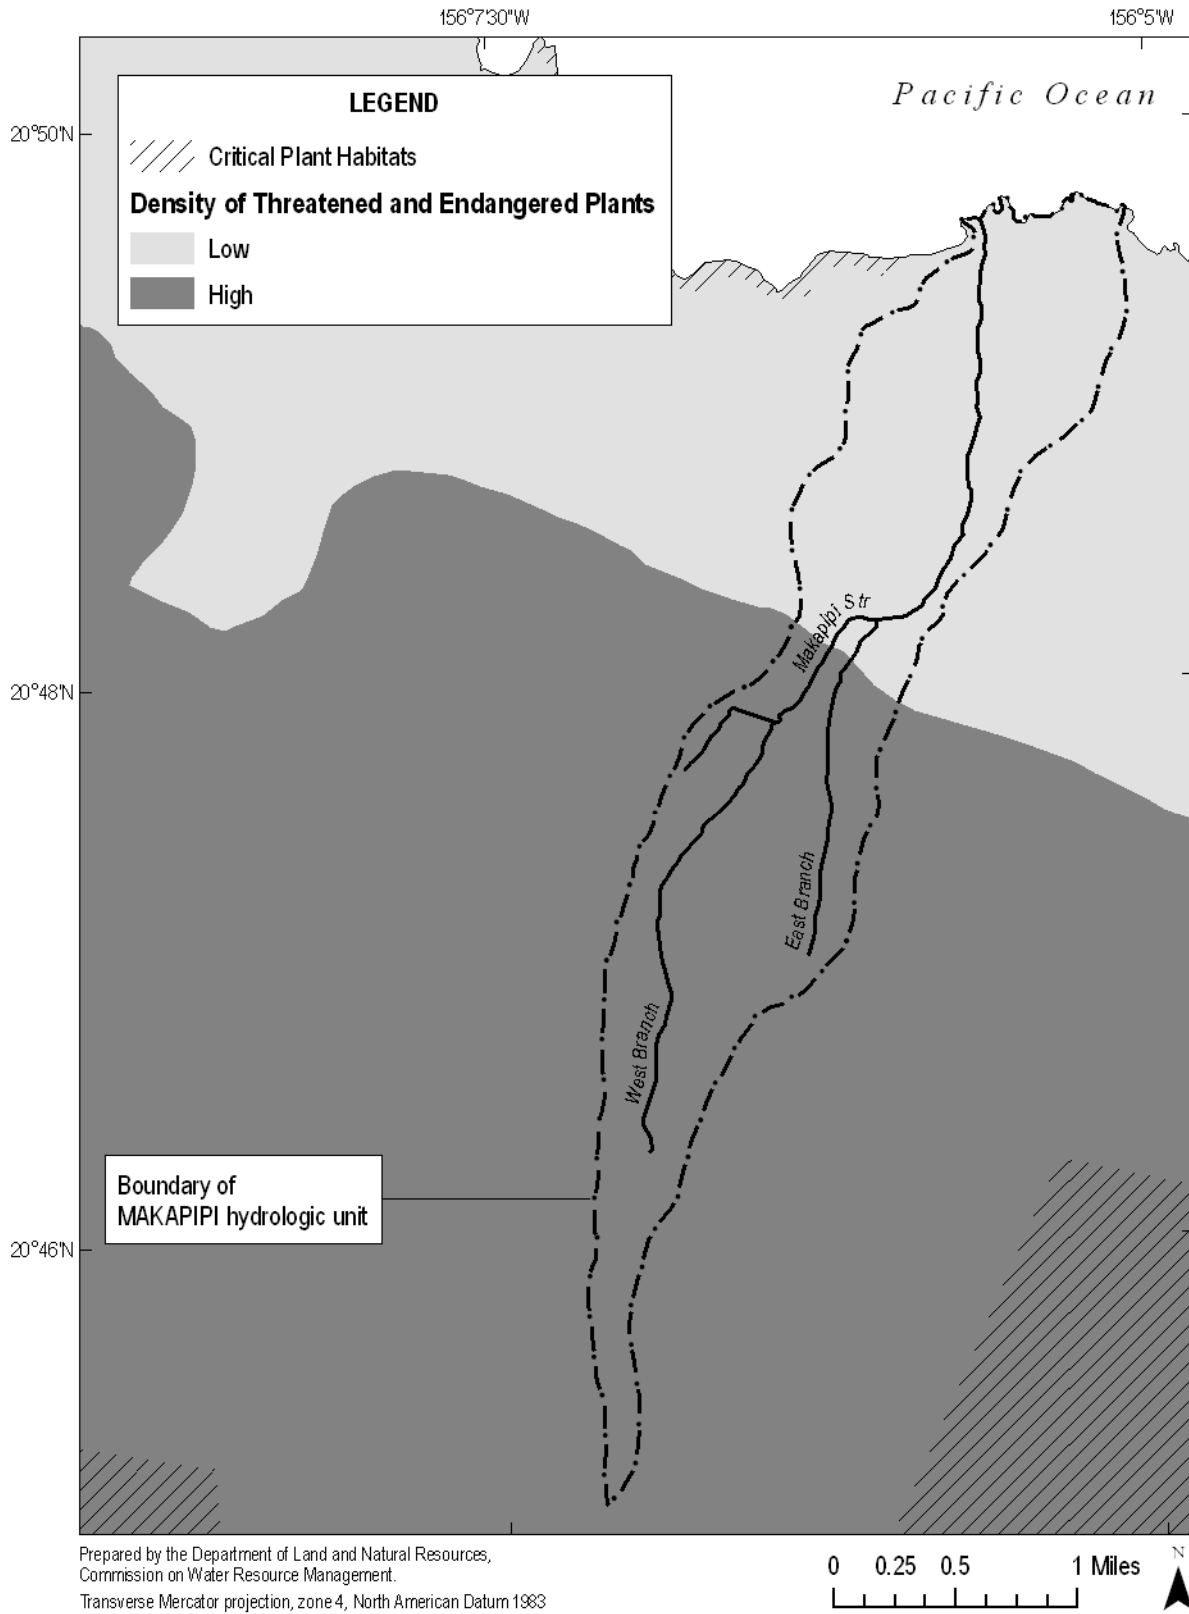 156°7'30"W
156°5'W
Pacific Ocean
20°50'N
LEGEND
Critical Plant Habitats
Density of Threatened and Endangered Plants
Low
High
Makapipi Str
20°48'N
East Branch
West Branch
Boundary of
MAKAPIPI hydrologic unit
20°46'N
Prepared by the Department of Land and Natural Resources,
Commission on Water Resource Management.
Transverse Mercator projection, zone 4, North American Datum 1983
0 0.25 0.5 1 Miles
N